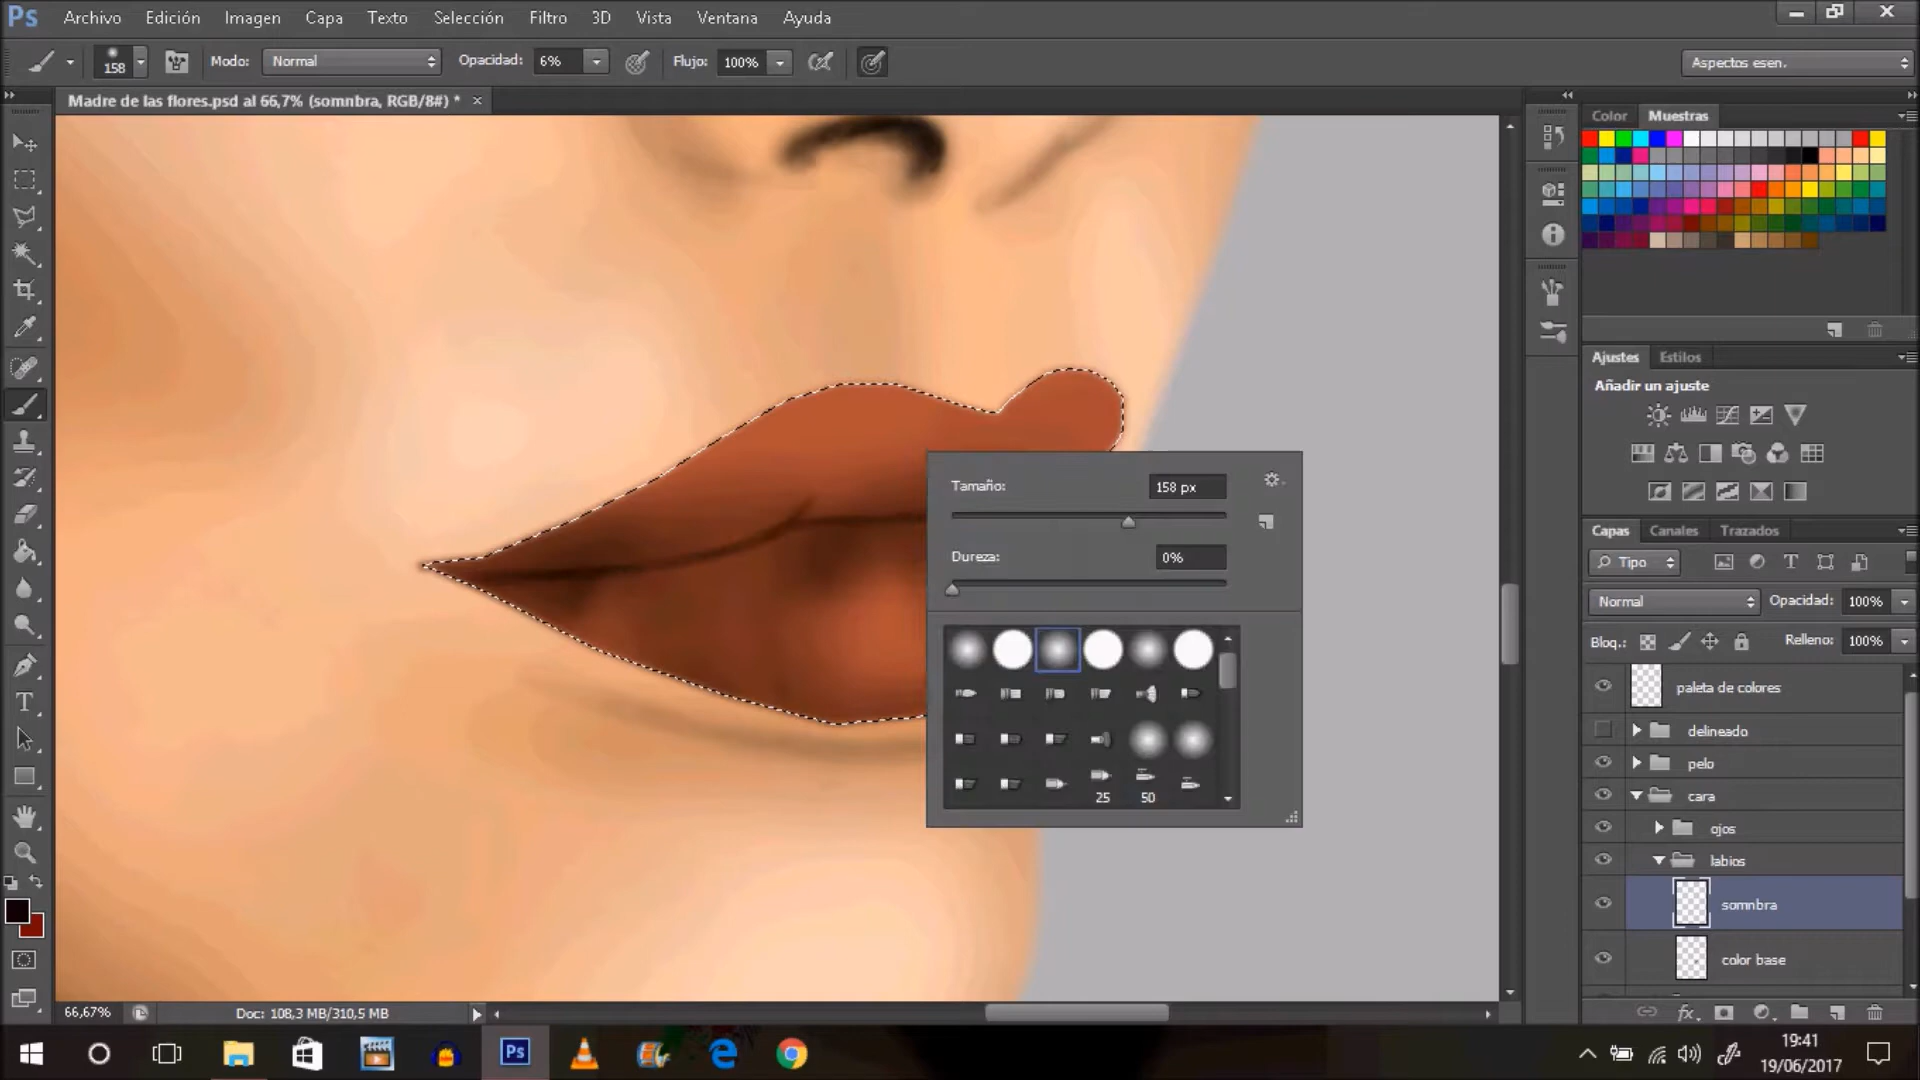 Ps Archivo Edición Imagen Capa Texto Selección Filtro 3D Vista Ventana Ayuda
158 Modo: Normal Opacidad: 6% Flujo: 100% Aspectos esen.
Madre de las flores.psd al 66,7% (somnbra, RGB/8#) * ×
Color Muestras
Ajustes Estilos
Añadir un ajuste
Tamaño: 158 px
Dureza: 0%
25 50
Capas Canales Trazados
Tipo
Normal Opacidad: 100%
Bloq.: Relleno: 100%
paleta de colores
delineado
pelo
cara
ojos
labios
somnbra
color base
66,67% Doc: 108,3 MB/310,5 MB
Ps
19:41
19/06/2017